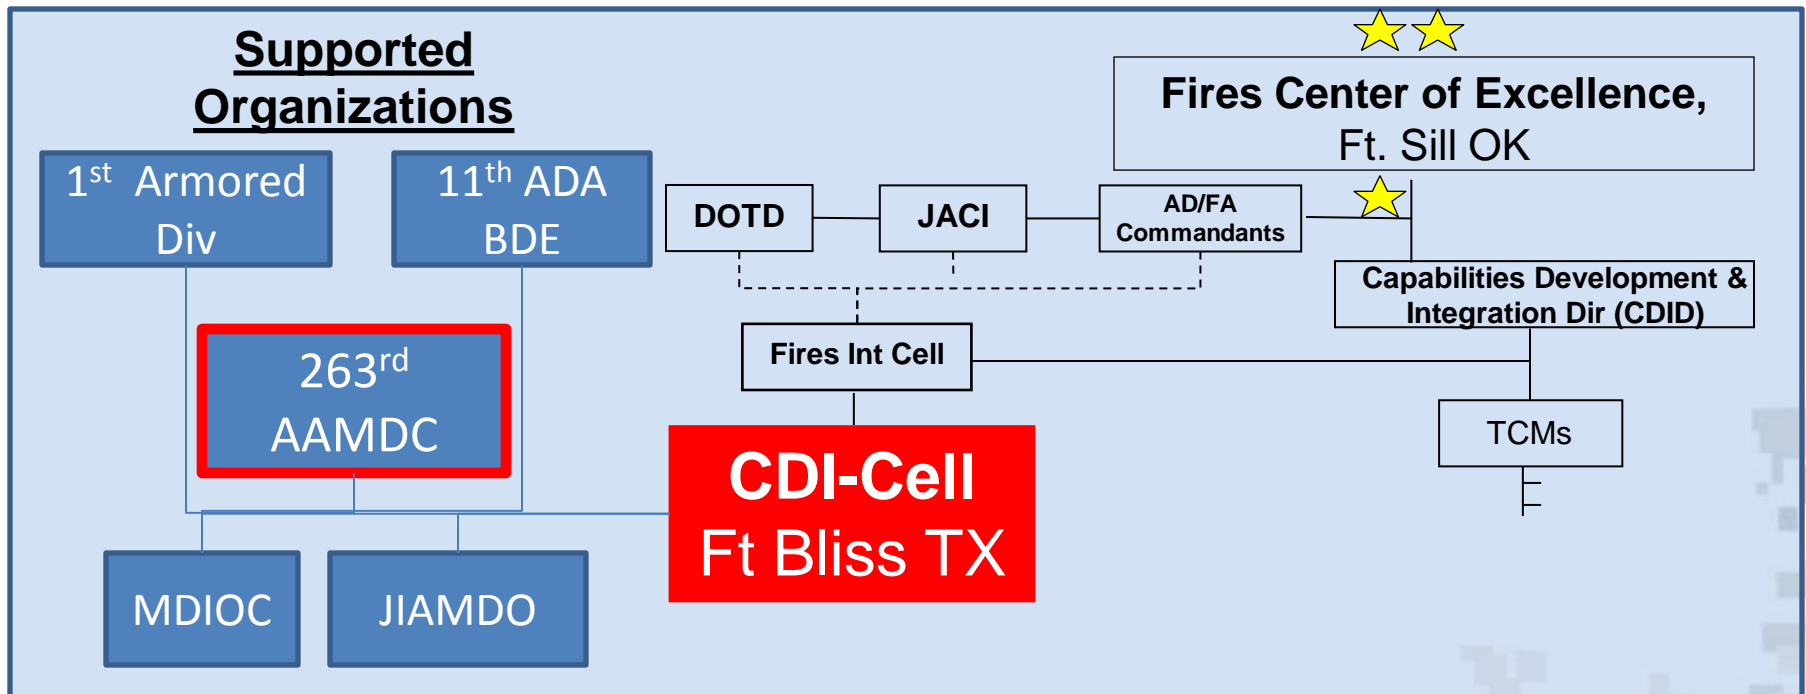 Supported
Organizations
1st Armored
Div
11th ADA
BDE
263rd
AAMDC
MDIOC
JIAMDO
Fires Center of Excellence,
Ft. Sill OK
DOTD
JACI
AD/FA
Commandants
Capabilities Development &
Integration Dir (CDID)
Fires Int Cell
TCMs
CDI-Cell
Ft Bliss TX